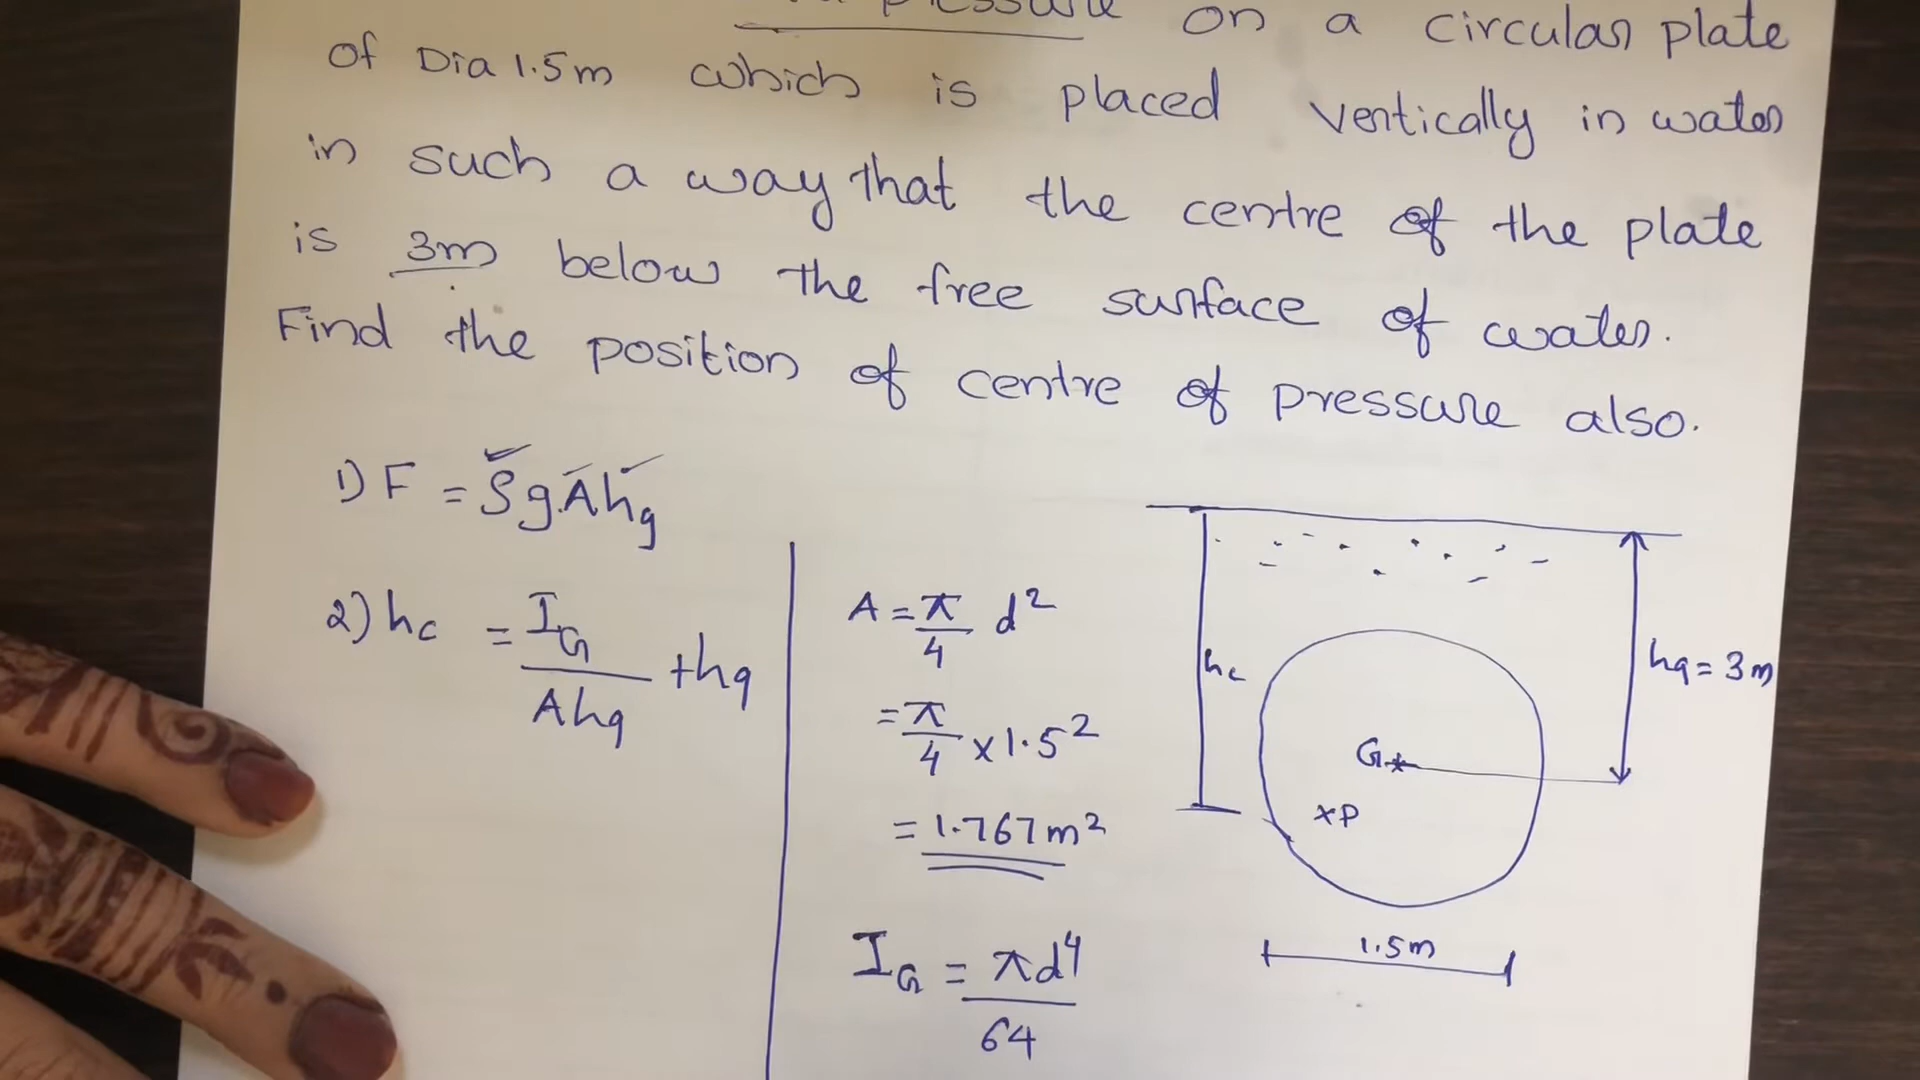 pressure on a circular plate
of Dia 1.5m which is placed vertically in water
in such a way that the centre of the plate
is 3m below the free surface of water.
Find the position of centre of pressure also.
1) F = ρgAhg
2) hc = IG / Ahg + hg
A = π/4 d²
= π/4 × 1.5²
= 1.767 m²
IG = πd⁴ / 64
hc
hg = 3m
G
×P
1.5m